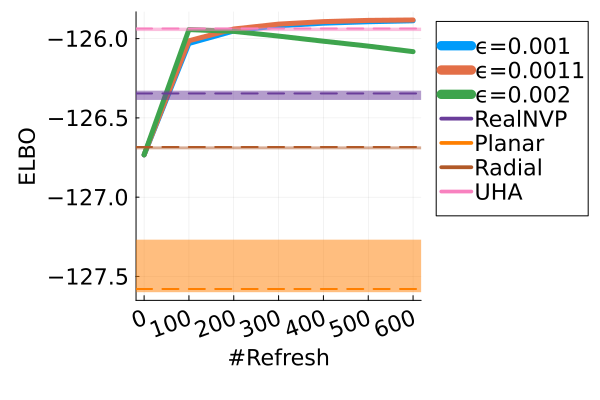 −126.0
−126.5
−127.0
−127.5
ELBO
0
100
200
300
400
500
600
#Refresh
ϵ=0.001
ϵ=0.0011
ϵ=0.002
RealNVP
Planar
Radial
UHA